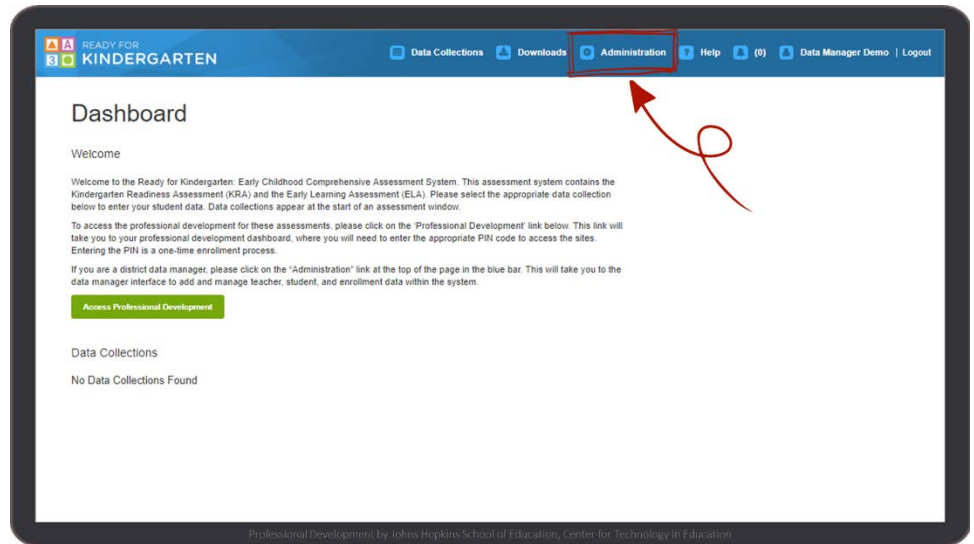 READY FOR
KINDERGARTEN
Data Collections Downloads Administration ? Help (0) Data Manager Demo | Logout
Dashboard
Welcome
Welcome to the Ready for Kindergarten: Early Childhood Comprehensive Assessment System. This assessment system contains the
Kindergarten Readiness Assessment (KRA) and the Early Learning Assessment (ELA). Please select the appropriate data collection
below to enter your student data. Data collections appear at the start of an assessment window.
To access the professional development for these assessments, please click on the 'Professional Development' link below. This link will
take you to your professional development dashboard, where you will need to enter the appropriate PIN code to access the sites.
Entering the PIN is a one-time enrollment process.
If you are a district data manager, please click on the "Administration" link at the top of the page in the blue bar. This will take you to the
data manager interface to add and manage teacher, student, and enrollment data within the system.
Access Professional Development
Data Collections
No Data Collections Found
Professional Development by Johns Hopkins School of Education, Center for Technology in Education